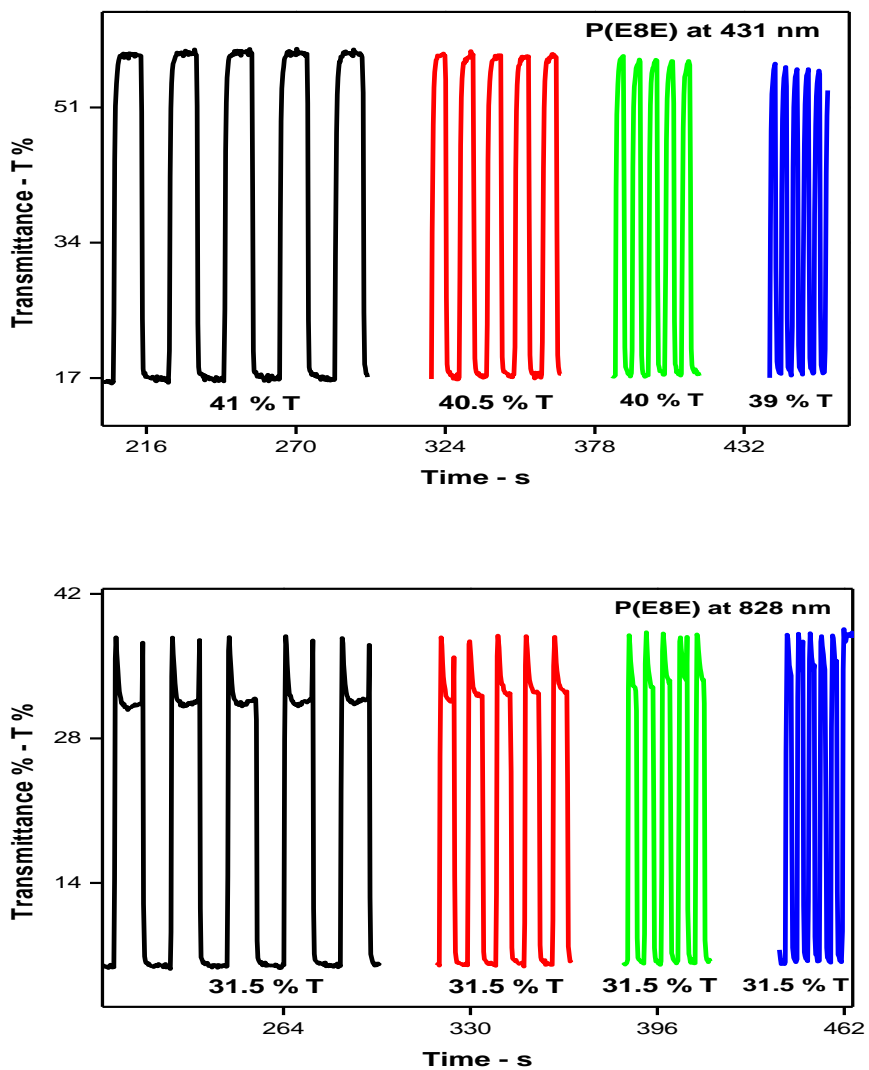 P(E8E) at 431 nm
51
34
17
Transmittance - T %
41 % T
40.5 % T
40 % T
39 % T
216
270
324
378
432
Time - s
42
P(E8E) at 828 nm
28
14
Transmittance % - T %
31.5 % T
31.5 % T
31.5 % T
31.5 % T
264
330
396
462
Time - s